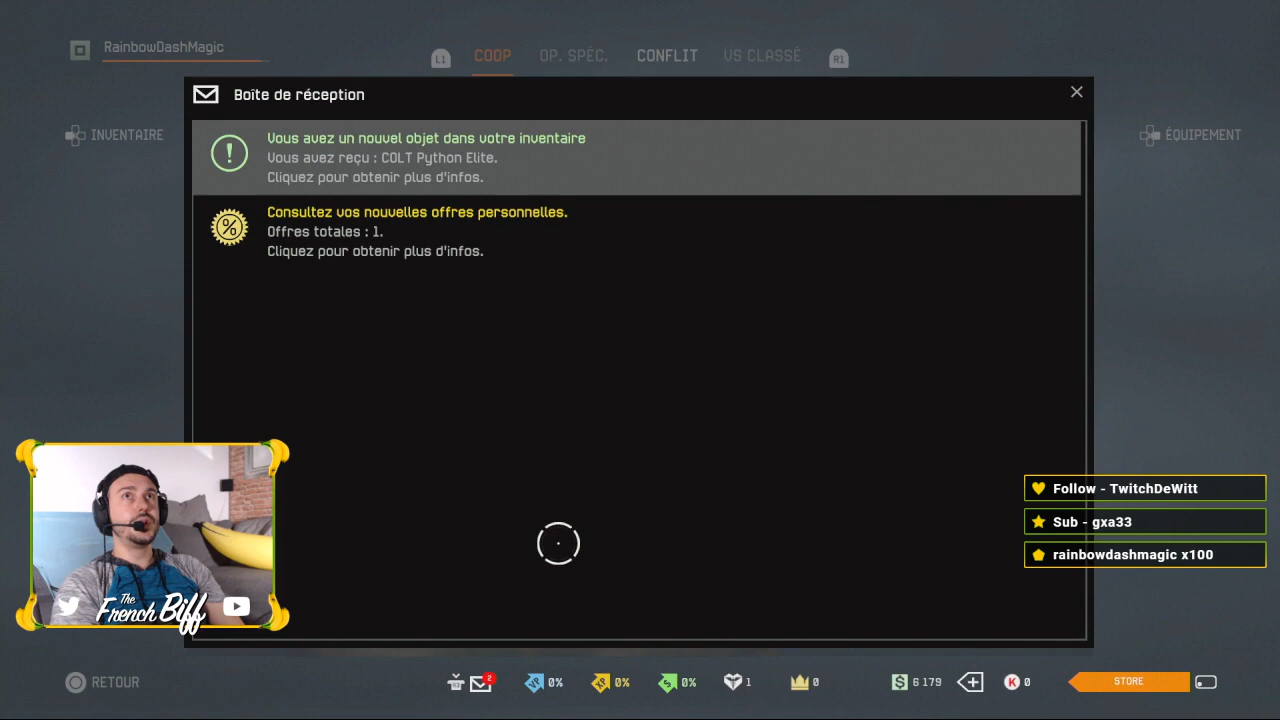 RainbowDashMagic
L1
COOP
OP. SPÉC.
CONFLIT
VS CLASSÉ
R1
Boîte de réception
INVENTAIRE
ÉQUIPEMENT
Vous avez un nouvel objet dans votre inventaire
Vous avez reçu : COLT Python Elite.
Cliquez pour obtenir plus d'infos.
%
Consultez vos nouvelles offres personnelles.
Offres totales : 1.
Cliquez pour obtenir plus d'infos.
Follow - TwitchDeWitt
Sub - gxa33
rainbowdashmagic x100
The
French Biff
RETOUR
2
0%
0%
0%
1
0
$ 6 179
K 0
STORE